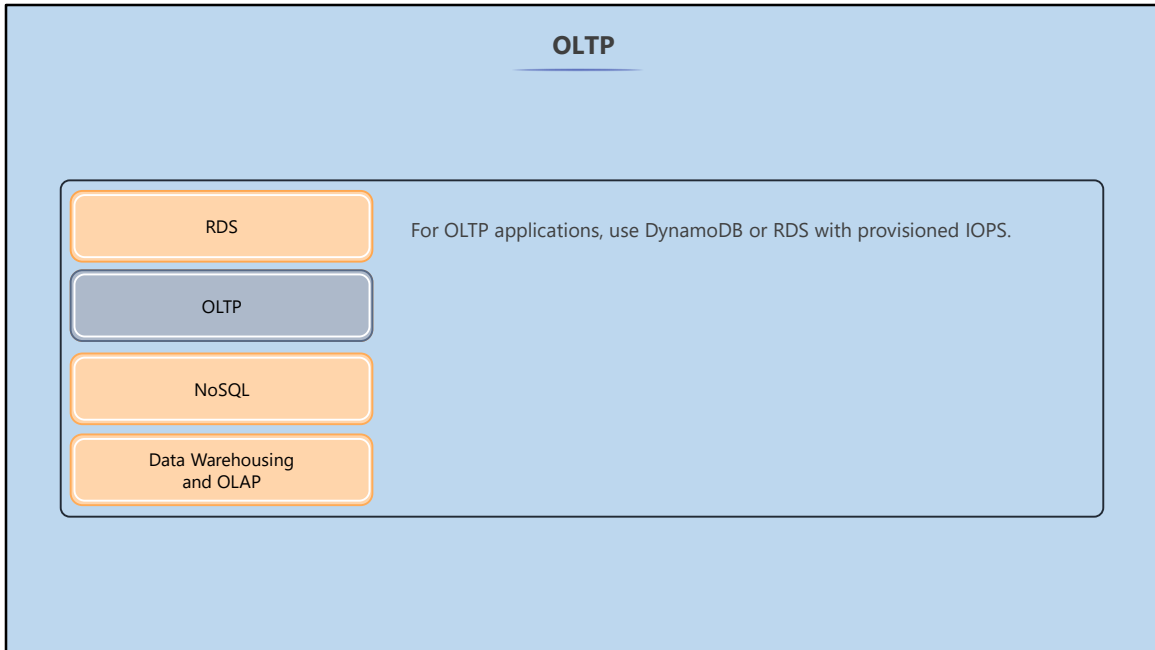 OLTP
RDS
For OLTP applications, use DynamoDB or RDS with provisioned IOPS.
OLTP
NoSQL
Data Warehousing
and OLAP